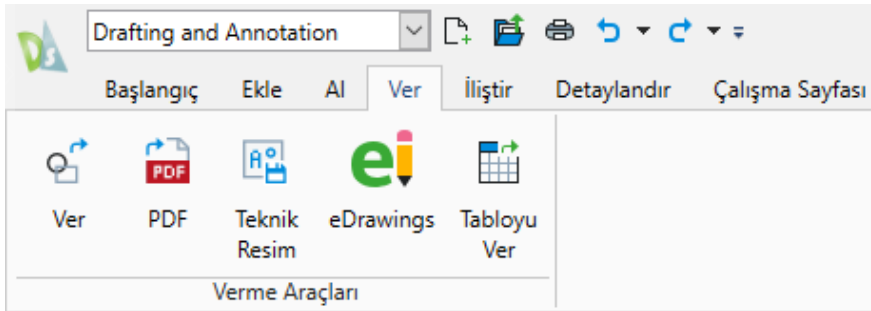 Drafting and Annotation
Başlangıç Ekle Al Ver İliştir Detaylandır Çalışma Sayfası
PDF
Ver PDF Teknik Resim eDrawings Tabloyu Ver
Verme Araçları